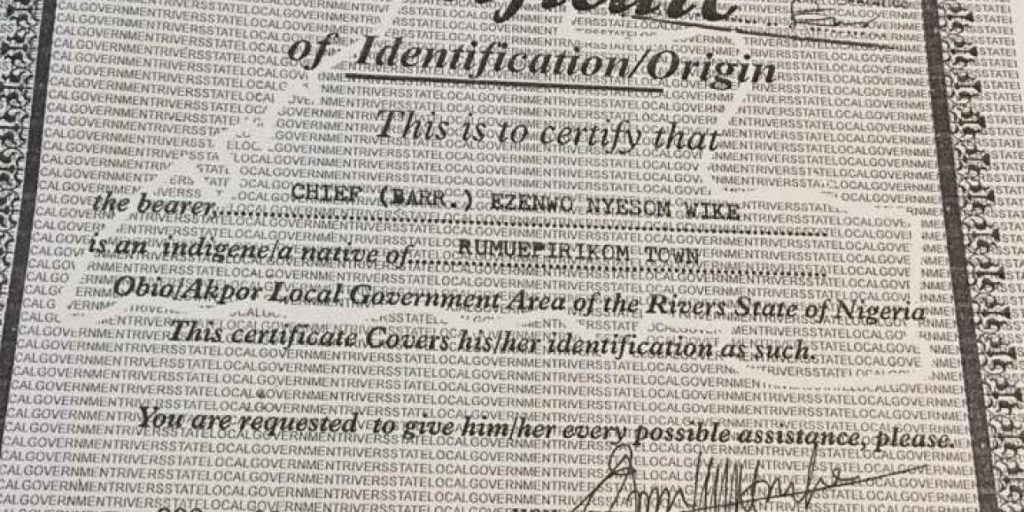 of Identification/Origin
This is to certify that
the bearer, CHIEF (BARR.) EZENWO NYESOM WIKE
is an indigene/a native of RUMUEPIRIKOM TOWN
Obio/Akpor Local Government Area of the Rivers State of Nigeria
This certificate Covers his/her identification as such.
You are requested to give him/her every possible assistance, please.